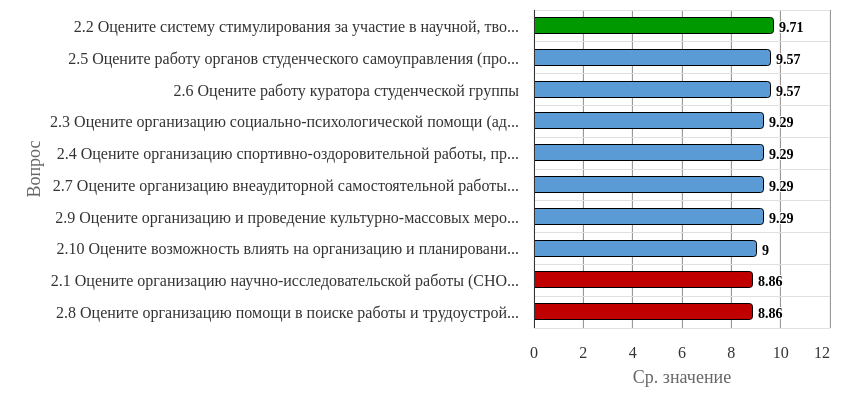 2.2 Оцените систему стимулирования за участие в научной, тво... 9.71
2.5 Оцените работу органов студенческого самоуправления (про... 9.57
2.6 Оцените работу куратора студенческой группы 9.57
2.3 Оцените организацию социально-психологической помощи (ад... 9.29
2.4 Оцените организацию спортивно-оздоровительной работы, пр... 9.29
2.7 Оцените организацию внеаудиторной самостоятельной работы... 9.29
2.9 Оцените организацию и проведение культурно-массовых меро... 9.29
2.10 Оцените возможность влиять на организацию и планировани... 9
2.1 Оцените организацию научно-исследовательской работы (СНО... 8.86
2.8 Оцените организацию помощи в поиске работы и трудоустрой... 8.86
Вопрос
0 2 4 6 8 10 12
Ср. значение